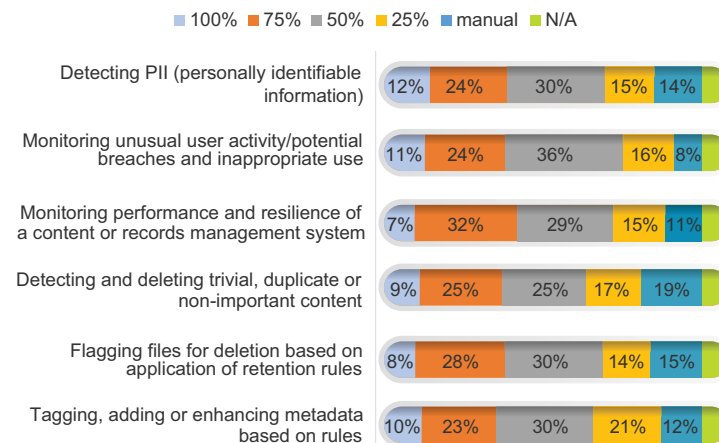 100% 75% 50% 25% manual N/A
Detecting PII (personally identifiable
information)
12% 24% 30% 15% 14%
Monitoring unusual user activity/potential
breaches and inappropriate use
11% 24% 36% 16% 8%
Monitoring performance and resilience of
a content or records management system
7% 32% 29% 15% 11%
Detecting and deleting trivial, duplicate or
non-important content
9% 25% 25% 17% 19%
Flagging files for deletion based on
application of retention rules
8% 28% 30% 14% 15%
Tagging, adding or enhancing metadata
based on rules
10% 23% 30% 21% 12%